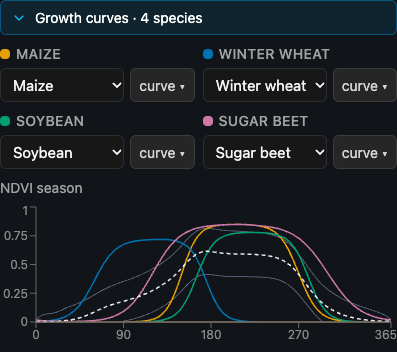 Growth curves · 4 species
MAIZE
WINTER WHEAT
Maize
curve ▾
Winter wheat
curve ▾
SOYBEAN
SUGAR BEET
Soybean
curve ▾
Sugar beet
curve ▾
NDVI season
1
0.75
0.5
0.25
0
0 90 180 270 365